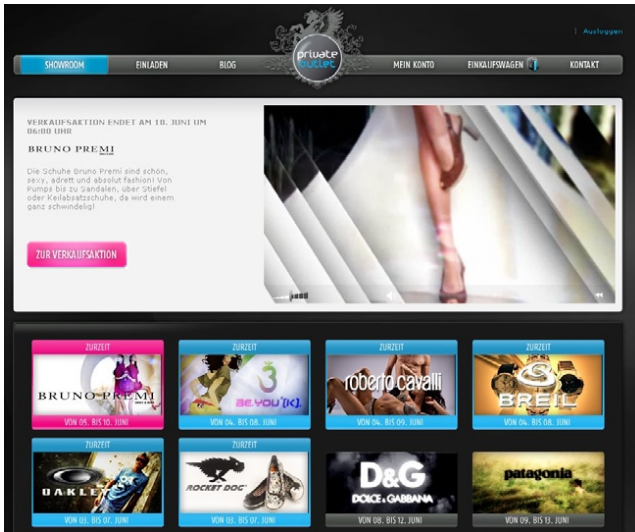 Ausloggen
private
outlet
SHOWROOM EINLADEN BLOG MEIN KONTO EINKAUFSWAGEN KONTAKT
VERKAUFSAKTION ENDET AM 10. JUNI UM
06:00 UHR
BRUNO PREMI
Die Schuhe Bruno Premi sind schön,
sexy, adrett und absolut fashion! Von
Pumps bis zu Sandalen, über Stiefel
oder Keilabsatzschuhe, da wird einem
ganz schwindelig!
ZUR VERKAUFSAKTION
ZURZEIT
BRUNO PREMI
VON 05. BIS 10. JUNI
ZURZEIT
BE.YOU
VON 04. BIS 08. JUNI
ZURZEIT
roberto cavalli
VON 04. BIS 09. JUNI
ZURZEIT
BREIL
VON 04. BIS 08. JUNI
ZURZEIT
OAKLEY
VON 03. BIS 07. JUNI
ZURZEIT
ROCKET DOG
VON 03. BIS 07. JUNI
D&G
DOLCE & GABBANA
VON 08. BIS 12. JUNI
patagonia
VON 09. BIS 13. JUNI